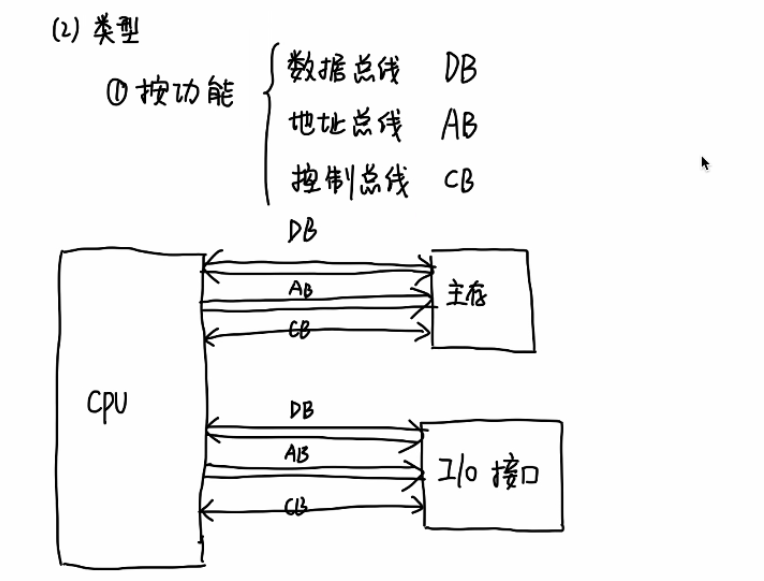 (2) 类型
① 按功能
数据总线 DB
地址总线 AB
控制总线 CB
DB
AB
CB
主存
CPU
DB
AB
CB
I/O 接口